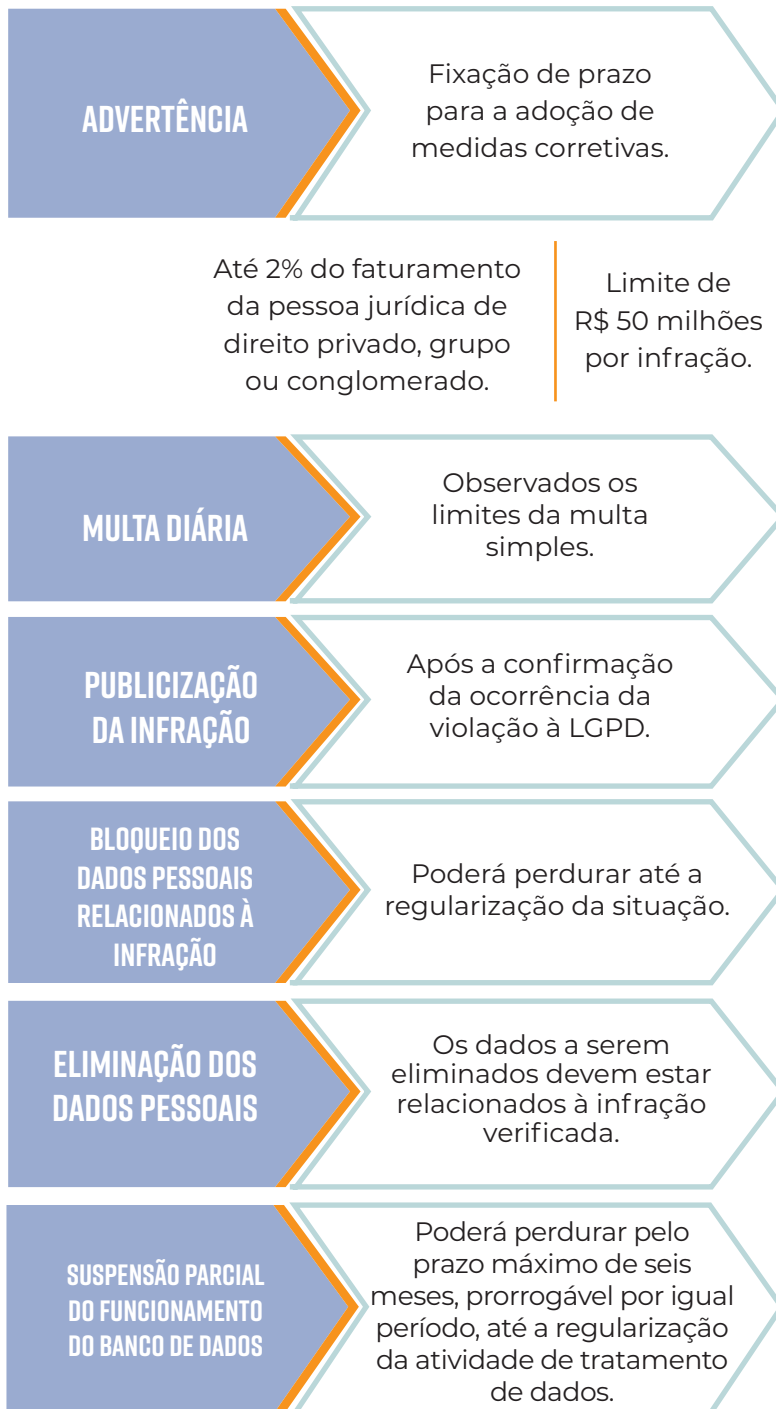 ADVERTÊNCIA
Fixação de prazo
para a adoção de
medidas corretivas.
Até 2% do faturamento
da pessoa jurídica de
direito privado, grupo
ou conglomerado.
Limite de
R$ 50 milhões
por infração.
MULTA DIÁRIA
Observados os
limites da multa
simples.
PUBLICIZAÇÃO
DA INFRAÇÃO
Após a confirmação
da ocorrência da
violação à LGPD.
BLOQUEIO DOS
DADOS PESSOAIS
RELACIONADOS À
INFRAÇÃO
Poderá perdurar até a
regularização da situação.
ELIMINAÇÃO DOS
DADOS PESSOAIS
Os dados a serem
eliminados devem estar
relacionados à infração
verificada.
SUSPENSÃO PARCIAL
DO FUNCIONAMENTO
DO BANCO DE DADOS
Poderá perdurar pelo
prazo máximo de seis
meses, prorrogável por igual
período, até a regularização
da atividade de tratamento
de dados.